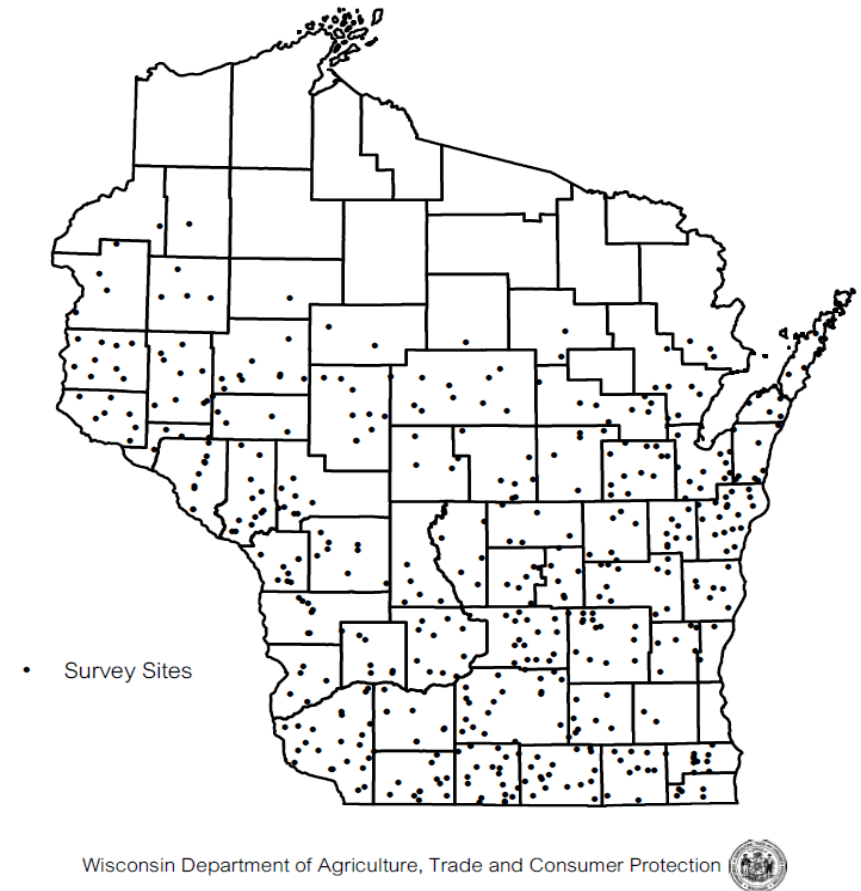 Survey Sites
Wisconsin Department of Agriculture, Trade and Consumer Protection